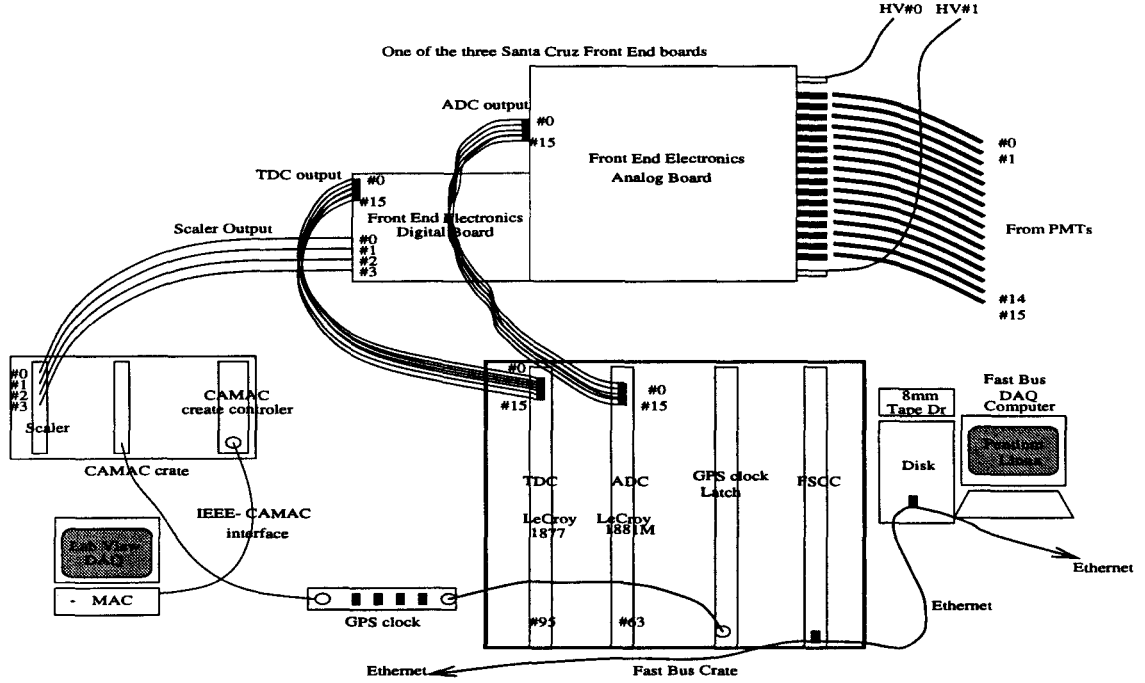 HV#0 HV#1
One of the three Santa Cruz Front End boards
ADC output
#0
#15
Front End Electronics
Analog Board
#0
#1
From PMTs
#14
#15
TDC output
#0
#15
Front End Electronics
Digital Board
Scaler Output
#0
#1
#2
#3
#0
#1
#2
#3
Scaler
CAMAC
create controler
CAMAC crate
IEEE- CAMAC
interface
Lab View
DAQ
- MAC
GPS clock
#0
#15
TDC
LeCroy
1877
#95
#0
#15
ADC
LeCroy
1881M
#63
GPS clock
Latch
FSCC
Fast Bus Crate
8mm
Tape Dr
Disk
Fast Bus
DAQ
Computer
Linux
Ethernet
Ethernet
Ethernet